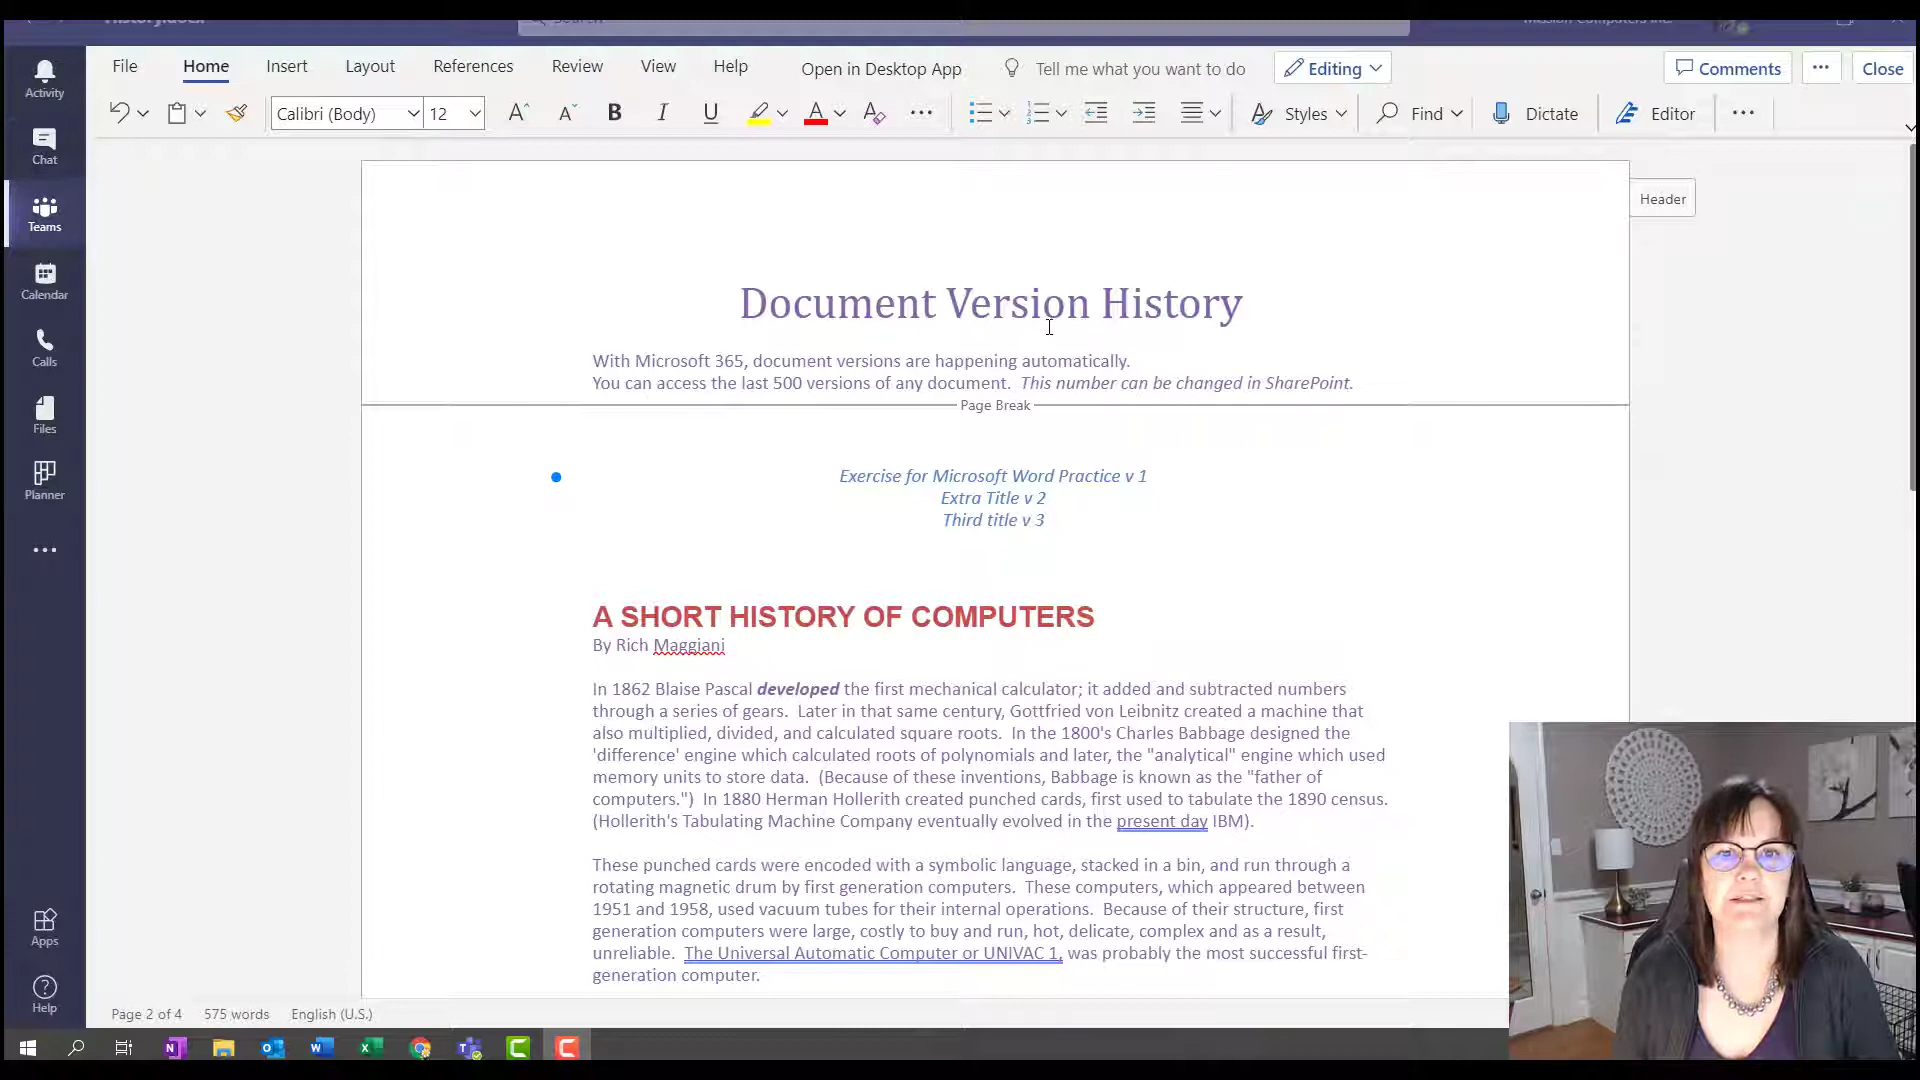 Search
Activity
Chat
Teams
Calendar
Calls
Files
Planner
Apps
Help
File Home Insert Layout References Review View Help Open in Desktop App Tell me what you want to do Editing Comments Close
Calibri (Body) 12 Styles Find Dictate Editor
Header
Document Version History
With Microsoft 365, document versions are happening automatically.
You can access the last 500 versions of any document. This number can be changed in SharePoint.
Page Break
Exercise for Microsoft Word Practice v 1
Extra Title v 2
Third title v 3
A SHORT HISTORY OF COMPUTERS
By Rich Maggiani
In 1862 Blaise Pascal developed the first mechanical calculator; it added and subtracted numbers
through a series of gears. Later in that same century, Gottfried von Leibnitz created a machine that
also multiplied, divided, and calculated square roots. In the 1800's Charles Babbage designed the
'difference' engine which calculated roots of polynomials and later, the "analytical" engine which used
memory units to store data. (Because of these inventions, Babbage is known as the "father of
computers.") In 1880 Herman Hollerith created punched cards, first used to tabulate the 1890 census.
(Hollerith's Tabulating Machine Company eventually evolved in the present day IBM).
These punched cards were encoded with a symbolic language, stacked in a bin, and run through a
rotating magnetic drum by first generation computers. These computers, which appeared between
1951 and 1958, used vacuum tubes for their internal operations. Because of their structure, first
generation computers were large, costly to buy and run, hot, delicate, complex and as a result,
unreliable. The Universal Automatic Computer or UNIVAC 1, was probably the most successful first-
generation computer.
Page 2 of 4 575 words English (U.S.)